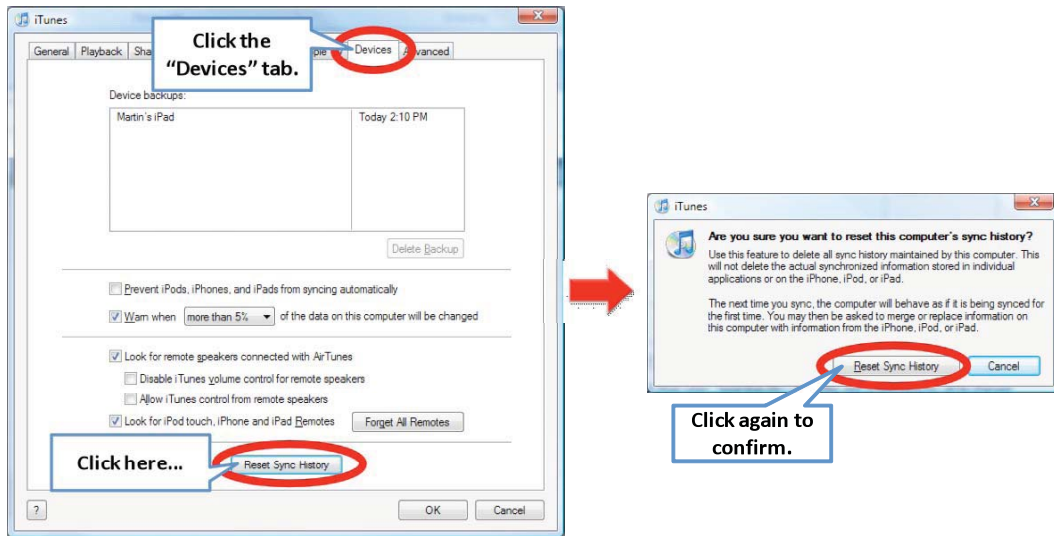 iTunes
Click the
“Devices” tab.
General Playback Devices
Device backups:
Martin's iPad Today 2:10 PM
Delete Backup
Prevent iPods, iPhones, and iPads from syncing automatically
Warn when more than 5% of the data on this computer will be changed
Look for remote speakers connected with AirTunes
Disable iTunes volume control for remote speakers
Allow iTunes control from remote speakers
Look for iPod touch, iPhone and iPad Remotes Forget All Remotes
Click here...
Reset Sync History
? OK Cancel
iTunes
Are you sure you want to reset this computer's sync history?
Use this feature to delete all sync history maintained by this computer. This
will not delete the actual synchronized information stored in individual
applications or on the iPhone, iPod, or iPad.
The next time you sync, the computer will behave as if it is being synced for
the first time. You may then be asked to merge or replace information on
this computer with information from the iPhone, iPod, or iPad.
Reset Sync History Cancel
Click again to
confirm.